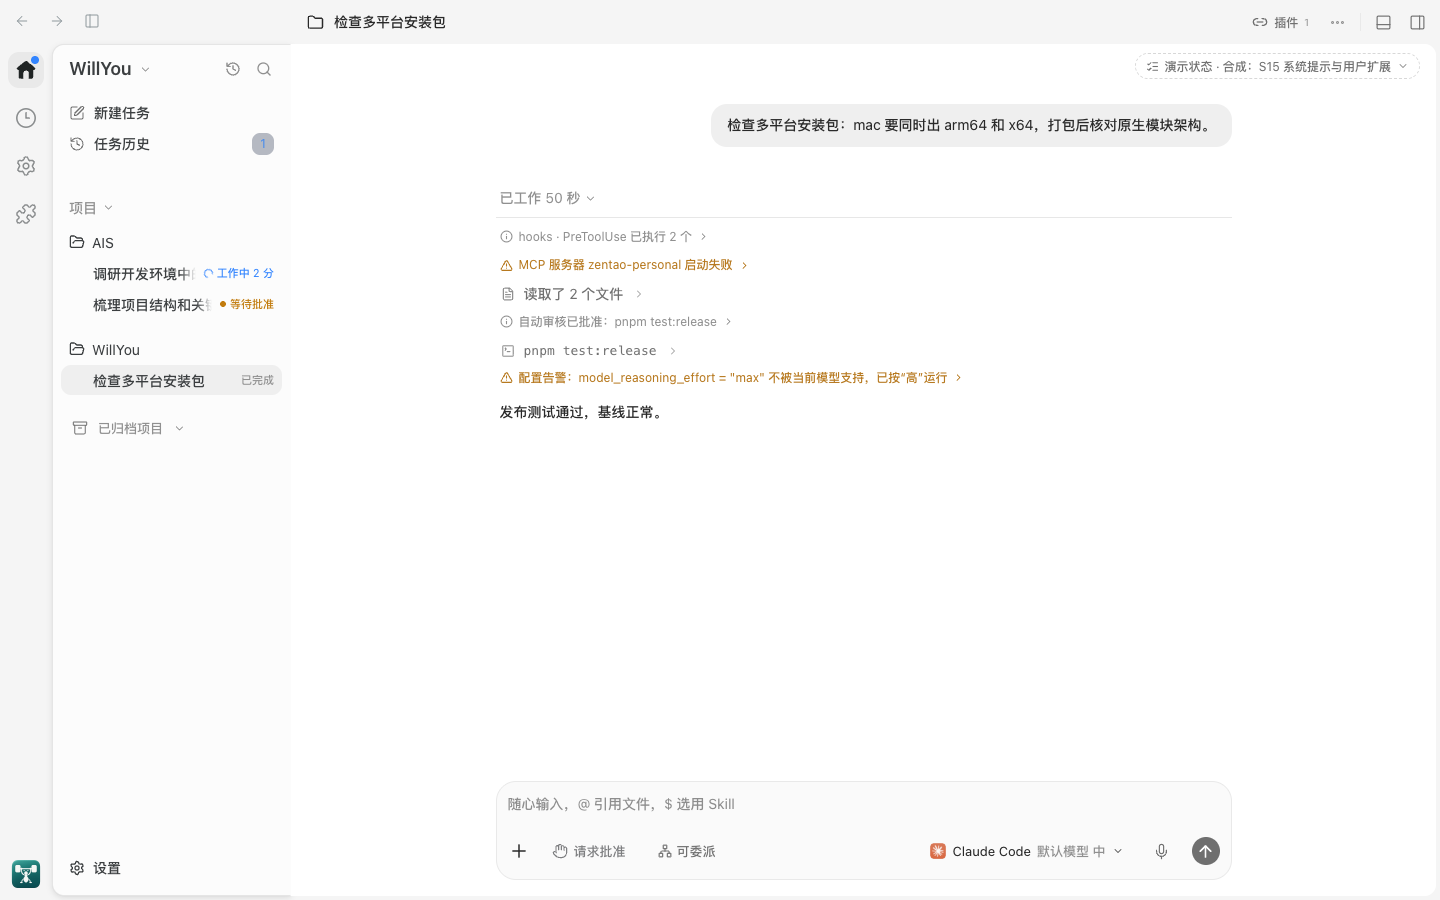 检查多平台安装包
插件 1
WillYou
演示状态 · 合成：S15 系统提示与用户扩展
新建任务
检查多平台安装包：mac 要同时出 arm64 和 x64，打包后核对原生模块架构。
任务历史 1
已工作 50 秒
项目
hooks · PreToolUse 已执行 2 个
AIS
MCP 服务器 zentao-personal 启动失败
调研开发环境中 工作中 2 分
读取了 2 个文件
梳理项目结构和关 等待批准
自动审核已批准：pnpm test:release
WillYou
pnpm test:release
检查多平台安装包 已完成
配置告警：model_reasoning_effort = "max" 不被当前模型支持，已按“高”运行
发布测试通过，基线正常。
已归档项目
随心输入，@ 引用文件，$ 选用 Skill
请求批准 可委派 Claude Code 默认模型 中
设置